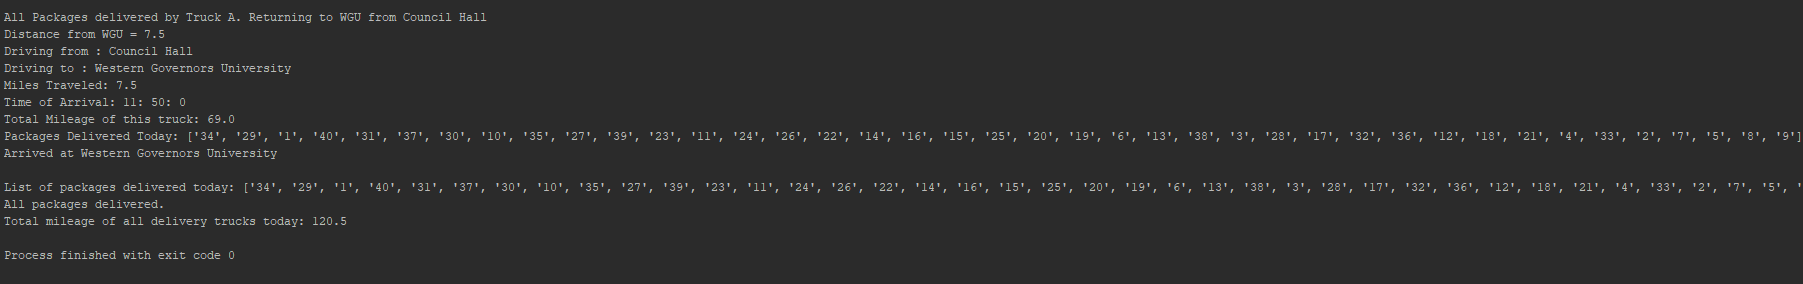 All Packages delivered by Truck A. Returning to WGU from Council Hall
Distance from WGU = 7.5
Driving from : Council Hall
Driving to : Western Governors University
Miles Traveled: 7.5
Time of Arrival: 11: 50: 0
Total Mileage of this truck: 69.0
Packages Delivered Today: ['34', '29', '1', '40', '31', '37', '30', '10', '35', '27', '39', '23', '11', '24', '26', '22', '14', '16', '15', '25', '20', '19', '6', '13', '38', '3', '28', '17', '32', '36', '12', '18', '21', '4', '33', '2', '7', '5', '8', '9']
Arrived at Western Governors University
List of packages delivered today: ['34', '29', '1', '40', '31', '37', '30', '10', '35', '27', '39', '23', '11', '24', '26', '22', '14', '16', '15', '25', '20', '19', '6', '13', '38', '3', '28', '17', '32', '36', '12', '18', '21', '4', '33', '2', '7', '5', '
All packages delivered.
Total mileage of all delivery trucks today: 120.5
Process finished with exit code 0